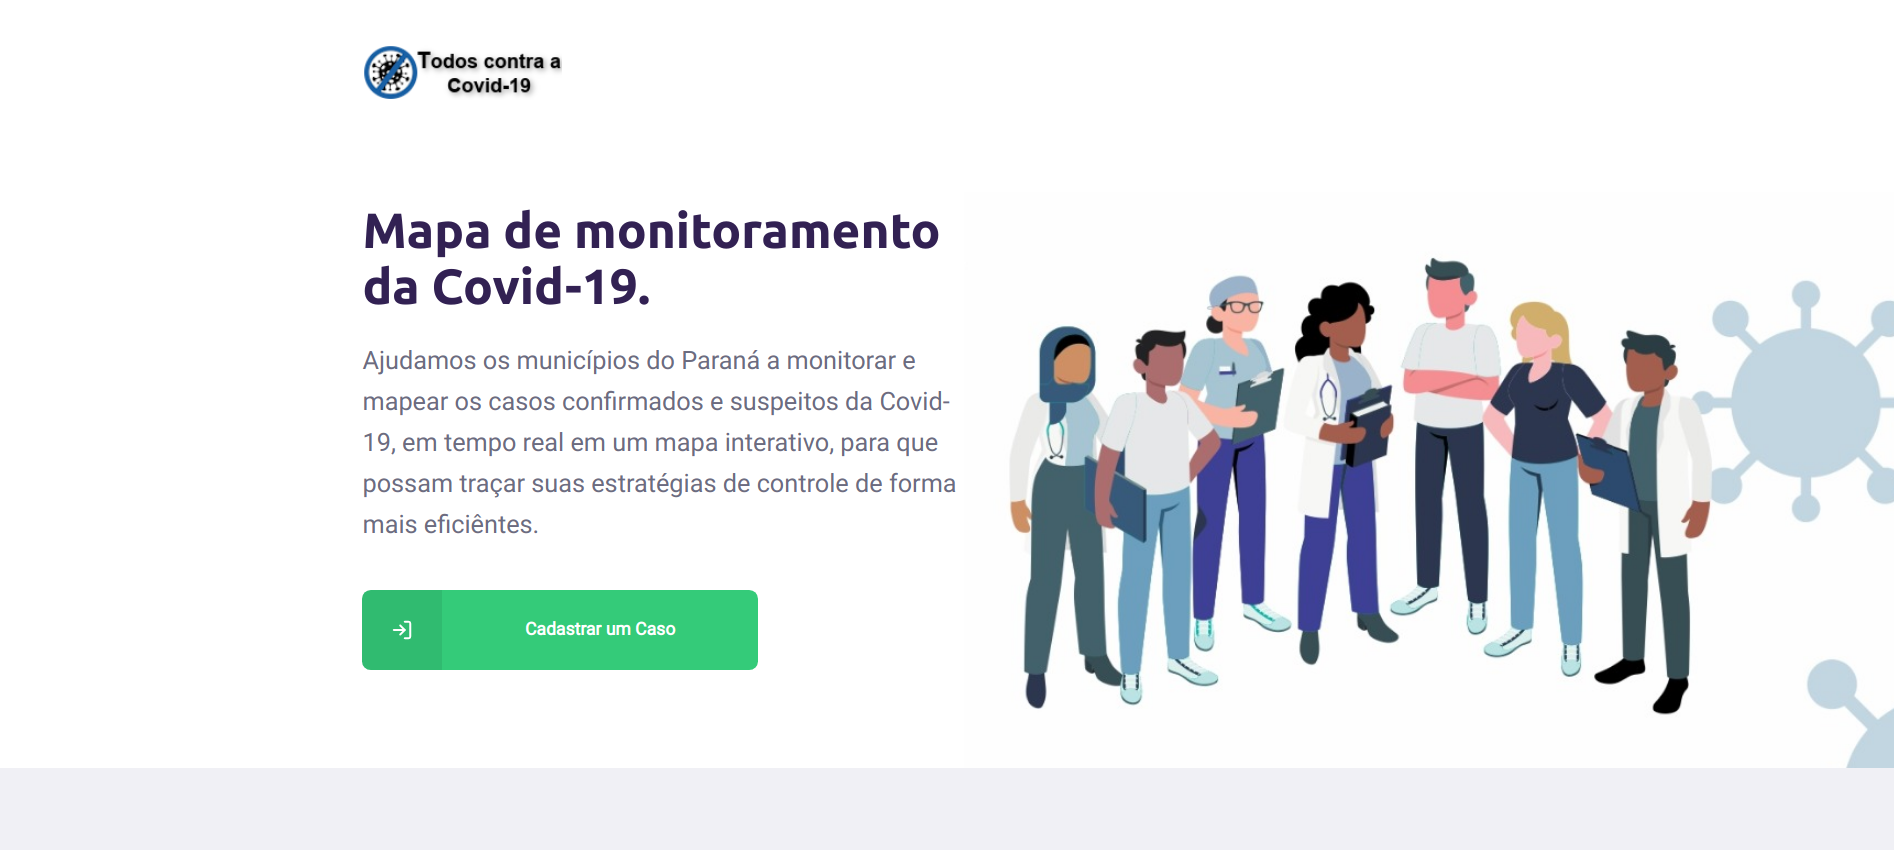 Todos contra a
Covid-19
Mapa de monitoramento
da Covid-19.
Ajudamos os municípios do Paraná a monitorar e
mapear os casos confirmados e suspeitos da Covid-
19, em tempo real em um mapa interativo, para que
possam traçar suas estratégias de controle de forma
mais eficiêntes.
Cadastrar um Caso